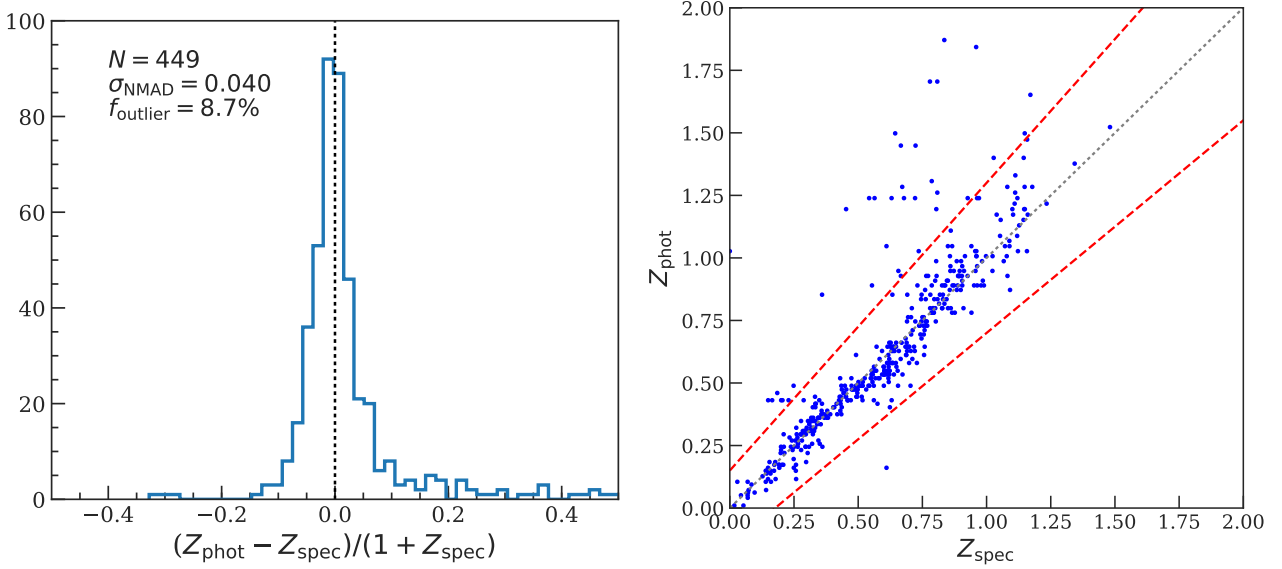 100
80
60
40
20
0
N = 449
σNMAD = 0.040
foutlier = 8.7%
−0.4 −0.2 0.0 0.2 0.4
(Zphot − Zspec)/(1 + Zspec)
2.00
1.75
1.50
1.25
1.00
0.75
0.50
0.25
0.00
Zphot
0.00 0.25 0.50 0.75 1.00 1.25 1.50 1.75 2.00
Zspec